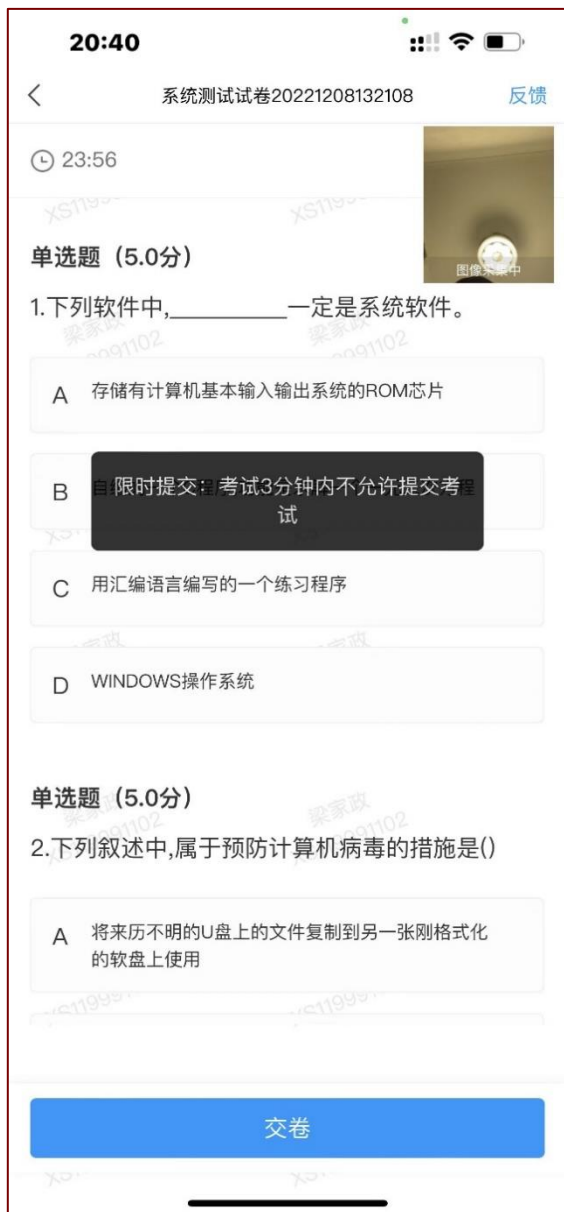 20:40
系统测试试卷20221208132108
反馈
23:56
图像采集中
单选题（5.0分）
1.下列软件中,__________一定是系统软件。
A
存储有计算机基本输入输出系统的ROM芯片
B
限时提交：考试3分钟内不允许提交考
试
C
用汇编语言编写的一个练习程序
D
WINDOWS操作系统
单选题（5.0分）
2.下列叙述中,属于预防计算机病毒的措施是()
A
将来历不明的U盘上的文件复制到另一张刚格式化
的软盘上使用
交卷